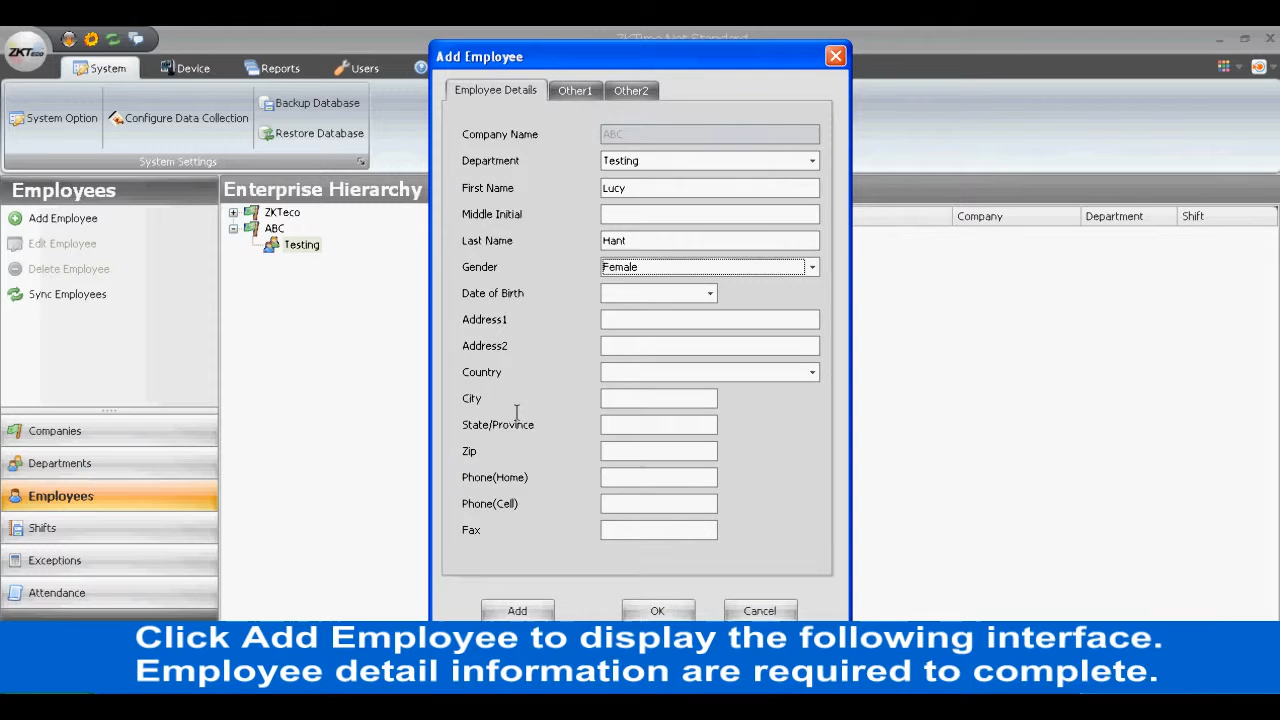 ZKTeco
ZKTime.Net Standard
System
Device
Reports
Users
System Option
Configure Data Collection
Backup Database
Restore Database
System Settings
Employees
Add Employee
Edit Employee
Delete Employee
Sync Employees
Companies
Departments
Employees
Shifts
Exceptions
Attendance
Enterprise Hierarchy
ZKTeco
ABC
Testing
Company
Department
Shift
Add Employee
Employee Details
Other1
Other2
Company Name
ABC
Department
Testing
First Name
Lucy
Middle Initial
Last Name
Hant
Gender
Female
Date of Birth
Address1
Address2
Country
City
State/Province
Zip
Phone(Home)
Phone(Cell)
Fax
Add
OK
Cancel
Click Add Employee to display the following interface.
Employee detail information are required to complete.